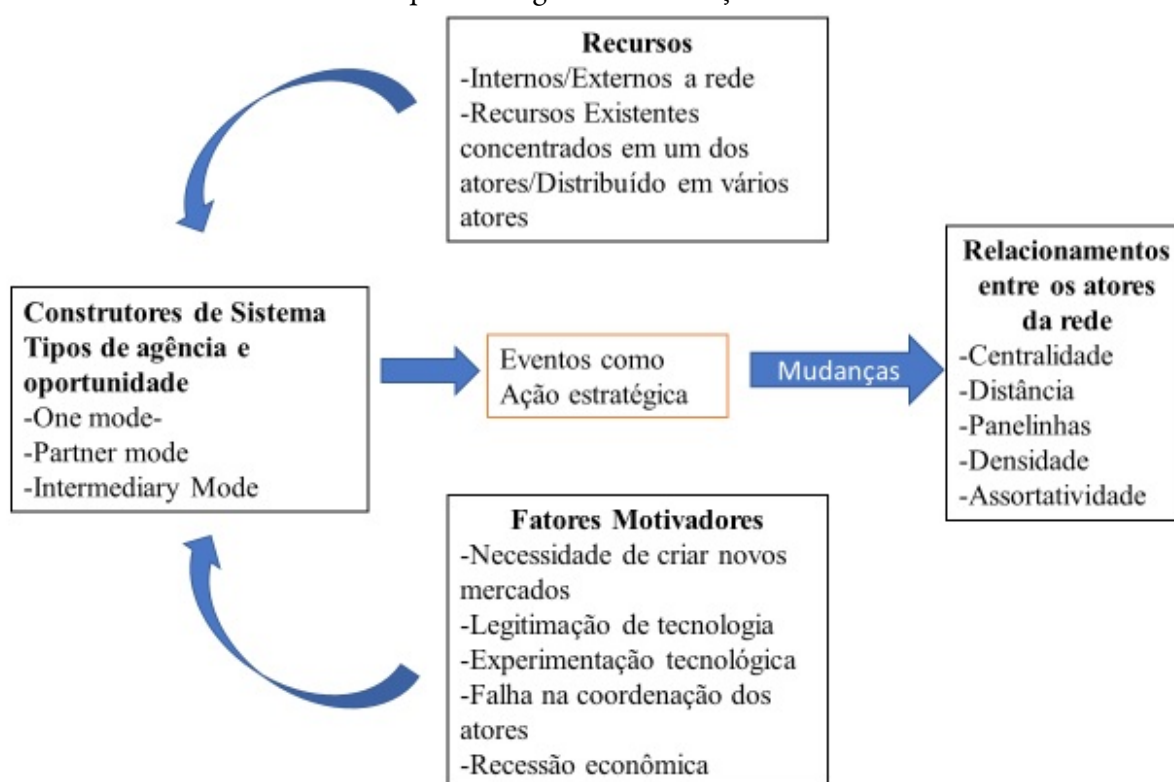 Recursos
-Internos/Externos a rede
-Recursos Existentes
concentrados em um dos
atores/Distribuído em vários
atores
Construtores de Sistema
Tipos de agência e
oportunidade
-One mode-
-Partner mode
-Intermediary Mode
Eventos como
Ação estratégica
Mudanças
Relacionamentos
entre os atores
da rede
-Centralidade
-Distância
-Panelinhas
-Densidade
-Assortatividade
Fatores Motivadores
-Necessidade de criar novos
mercados
-Legitimação de tecnologia
-Experimentação tecnológica
-Falha na coordenação dos
atores
-Recessão econômica